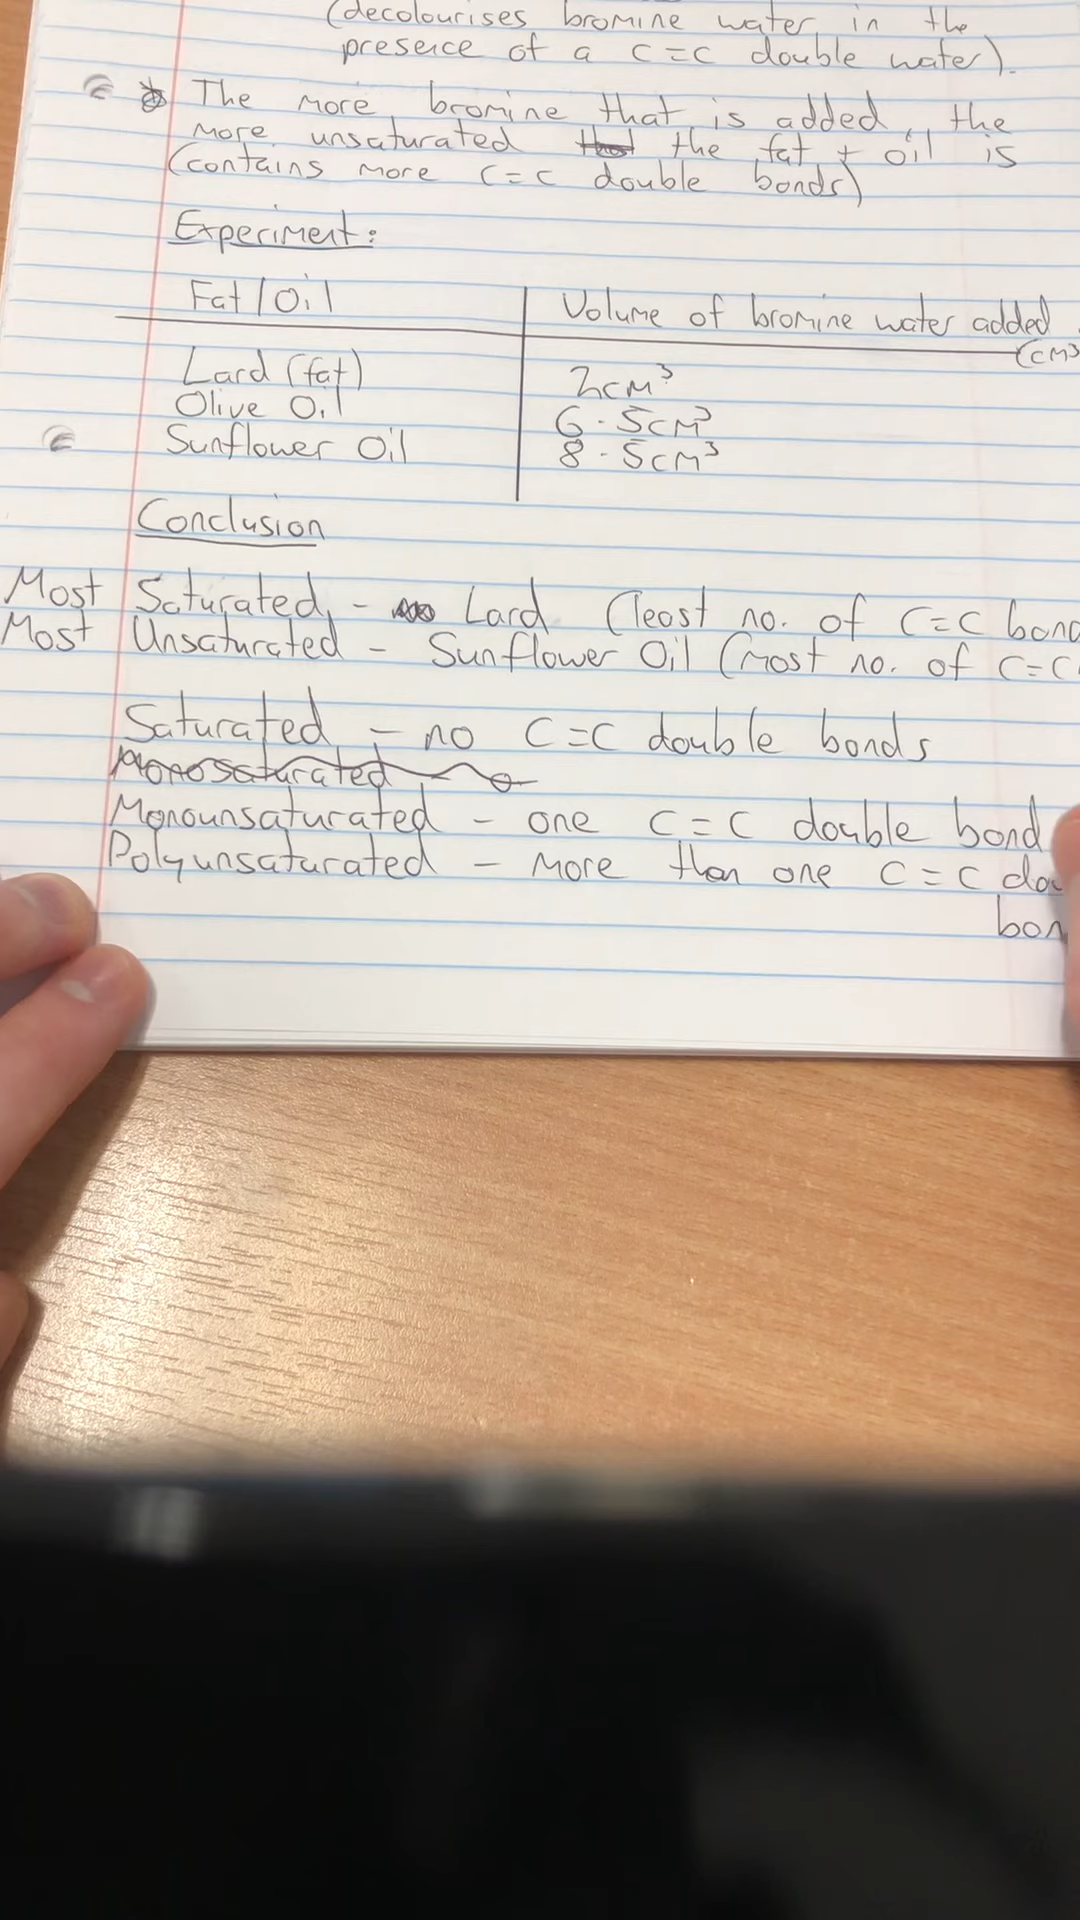 (decolourises bromine water in the
presence of a C=C double water).
The more bromine that is added, the
more unsaturated the fat + oil is
(contains more C=C double bonds)
Experiment:
Fat/Oil Volume of bromine water added
(cm³
Lard (fat) 2cm³
Olive Oil 6.5cm³
Sunflower Oil 8.5cm³
Conclusion
Most Saturated - Lard (least no. of C=C bond
Most Unsaturated - Sunflower Oil (Most no. of C=C
Saturated - no C=C double bonds
Monosaturated -
Monounsaturated - one C=C double bond
Polyunsaturated - More than one C=C dou
bon